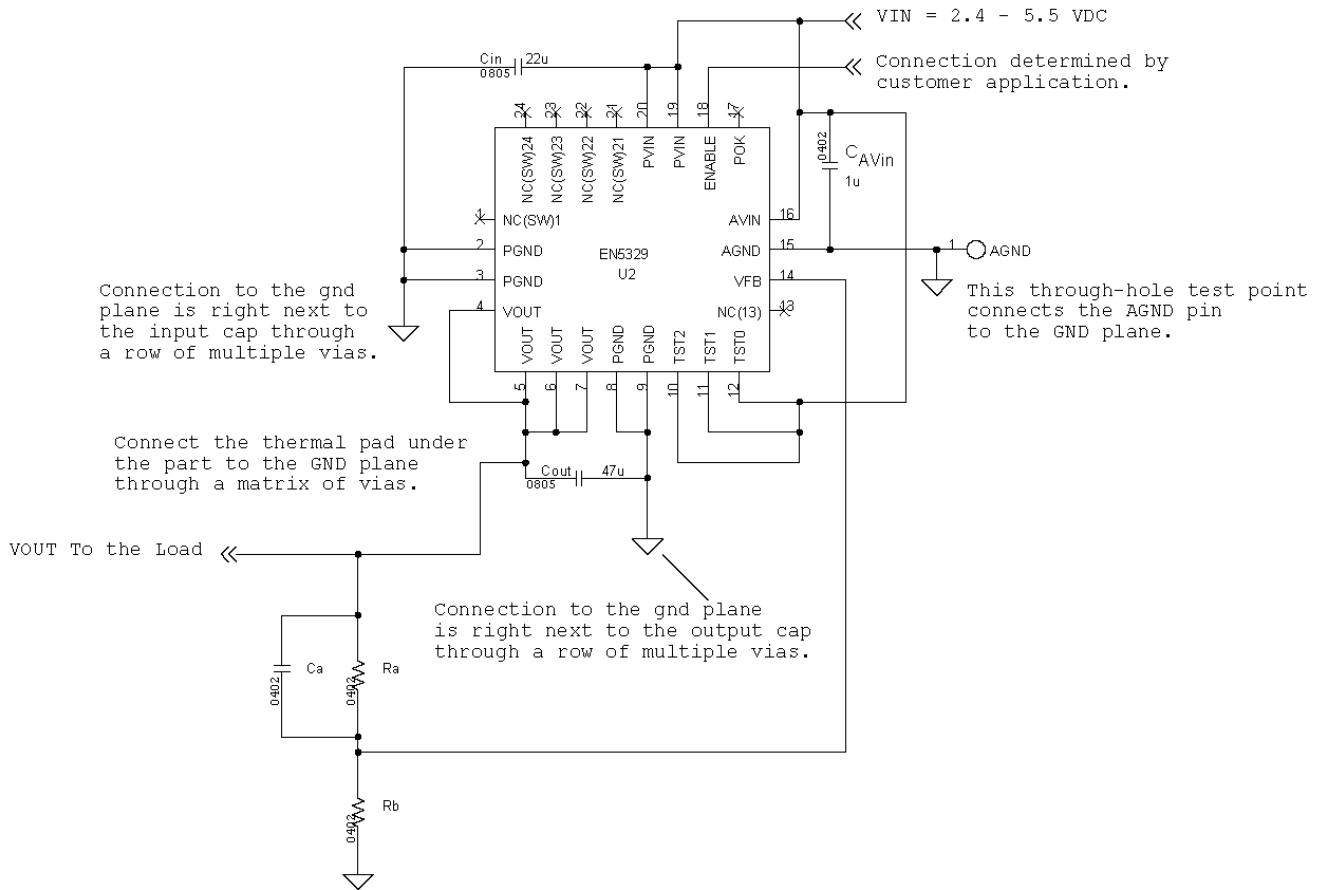 VIN = 2.4 - 5.5 VDC
Connection determined by
customer application.
Cin
0805
22u
24
23
22
21
20
19
18
17
NC(SW)24
NC(SW)23
NC(SW)22
NC(SW)21
PVIN
PVIN
ENABLE
POK
0402
CAVin
1u
1
NC(SW)1
AVIN
16
2
PGND
AGND
15
1
AGND
EN5329
U2
3
PGND
VFB
14
4
VOUT
NC(13)
13
Connection to the gnd
plane is right next to
the input cap through
a row of multiple vias.
This through-hole test point
connects the AGND pin
to the GND plane.
VOUT
VOUT
VOUT
PGND
PGND
TST2
TST1
TST0
5
6
7
8
9
10
11
12
Connect the thermal pad under
the part to the GND plane
through a matrix of vias.
Cout
0805
47u
VOUT To the Load
Connection to the gnd plane
is right next to the output cap
through a row of multiple vias.
Ca
0402
Ra
0402
Rb
0402